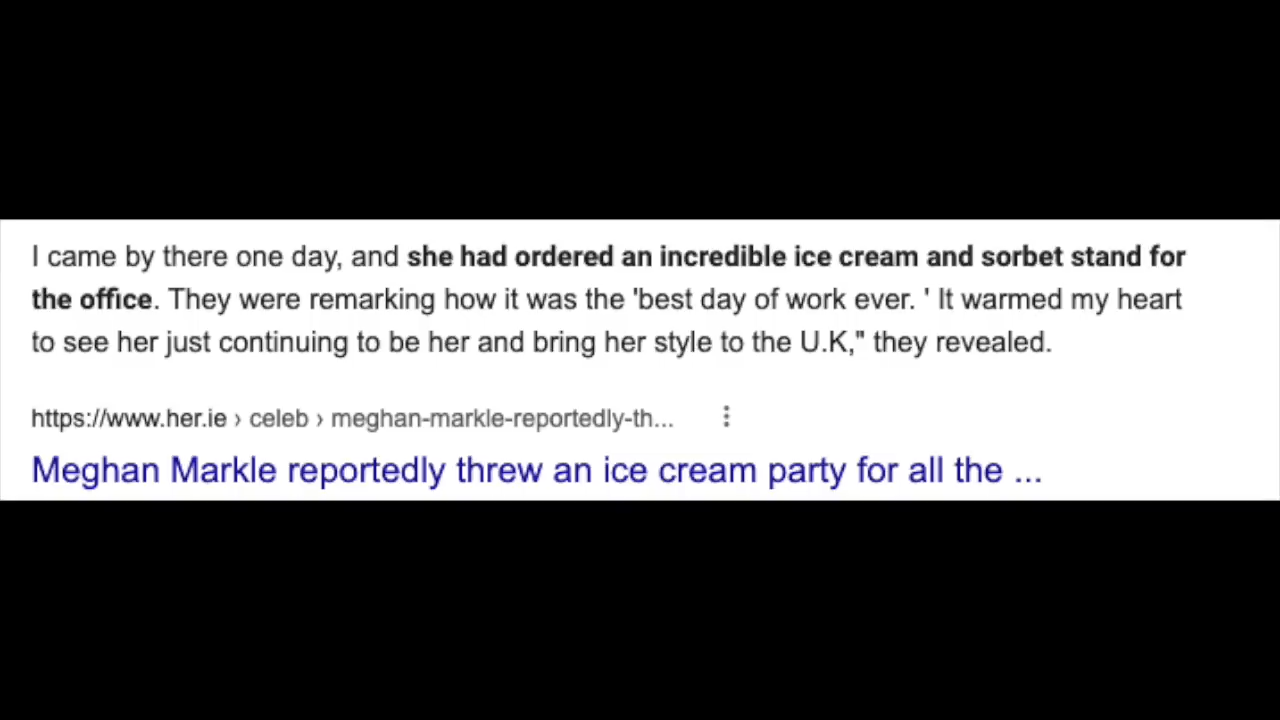 I came by there one day, and she had ordered an incredible ice cream and sorbet stand for
the office. They were remarking how it was the 'best day of work ever. ' It warmed my heart
to see her just continuing to be her and bring her style to the U.K," they revealed.
https://www.her.ie › celeb › meghan-markle-reportedly-th...
Meghan Markle reportedly threw an ice cream party for all the ...